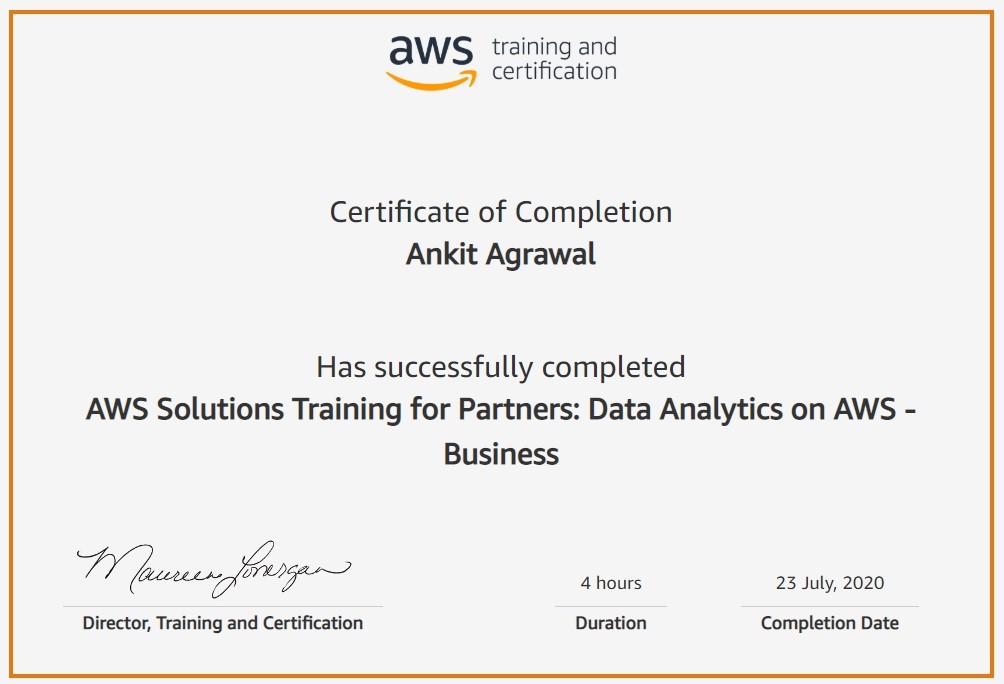 aws training and
certification
Certificate of Completion
Ankit Agrawal
Has successfully completed
AWS Solutions Training for Partners: Data Analytics on AWS -
Business
Maureen Lonergan
4 hours
23 July, 2020
Director, Training and Certification
Duration
Completion Date